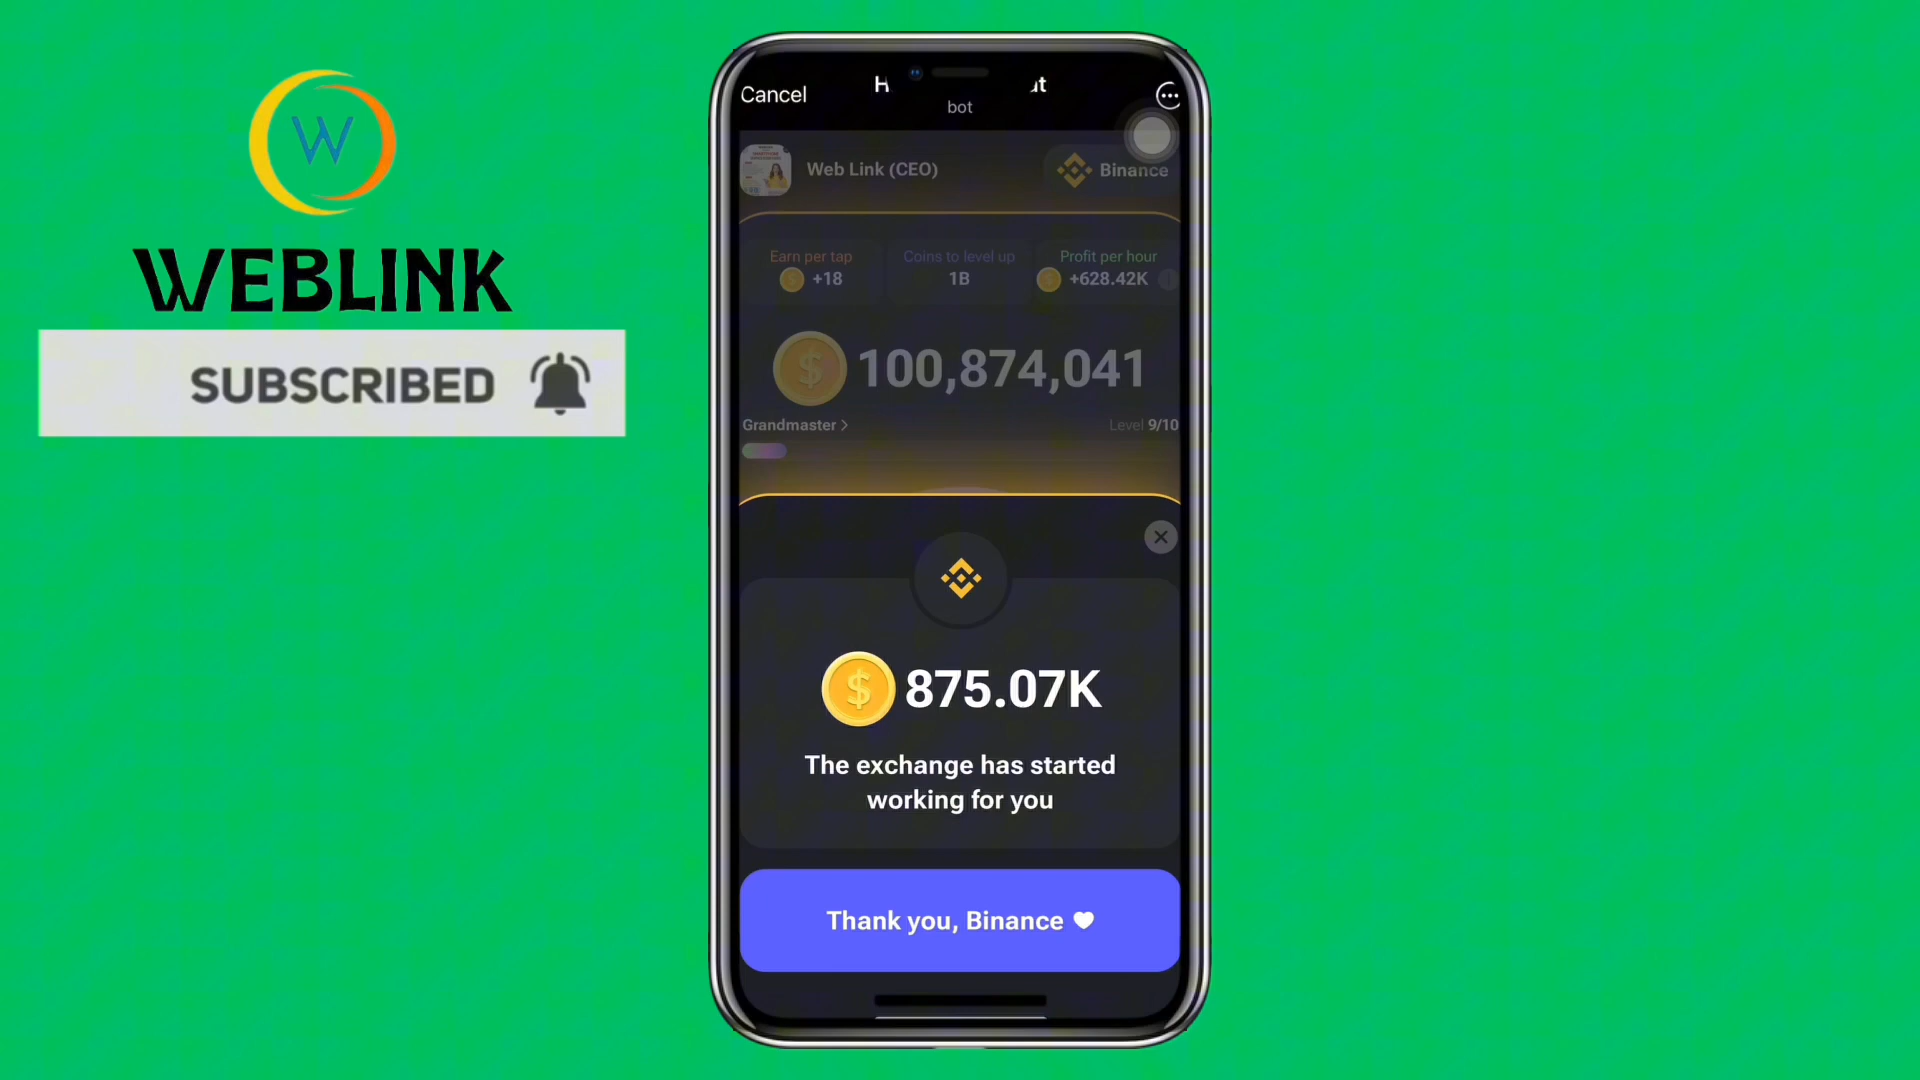 W
WEBLINK
SUBSCRIBED
Cancel
bot
Web Link (CEO)
Binance
Earn per tap
+18
Coins to level up
1B
Profit per hour
+628.42K
$ 100,874,041
Grandmaster >
Level 9/10
$ 875.07K
The exchange has started
working for you
Thank you, Binance